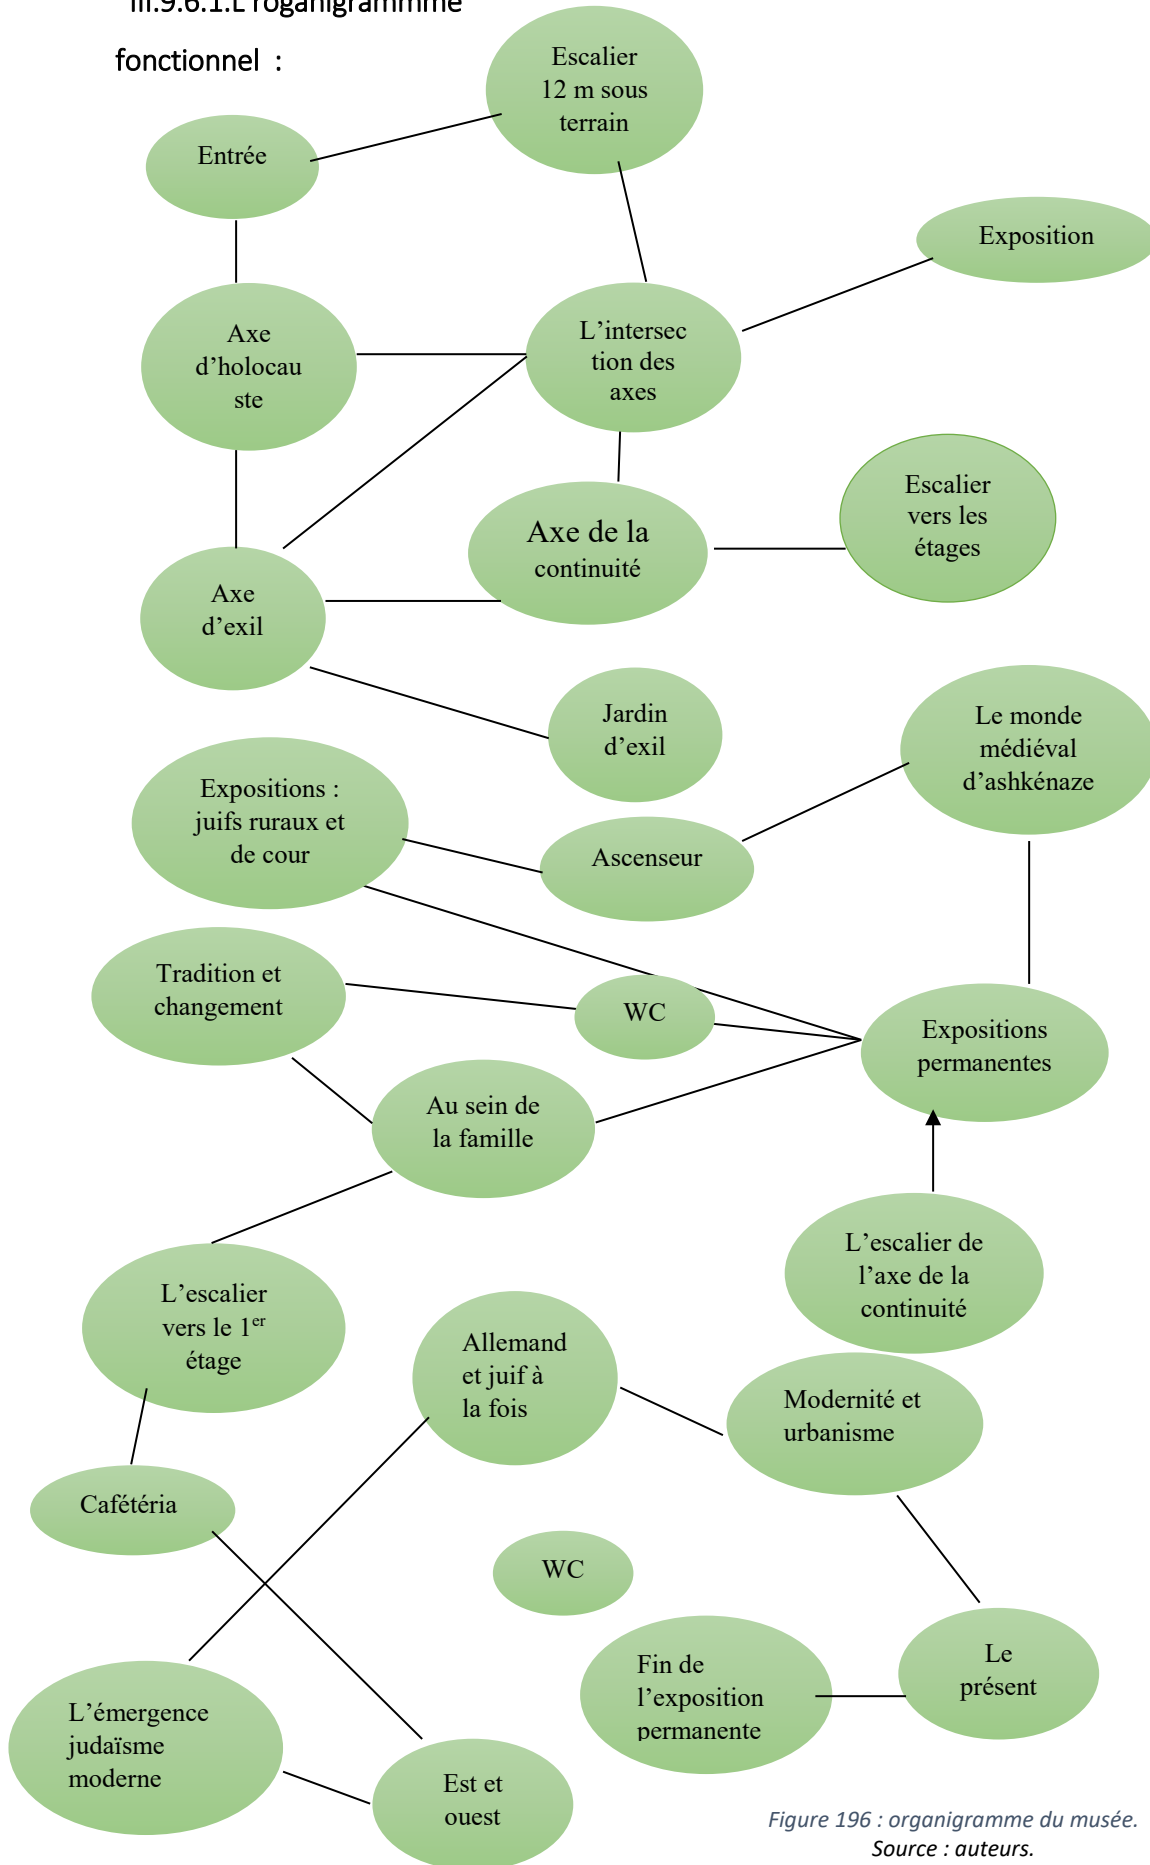 III.9.6.1.L'roganigrammme
fonctionnel :
Escalier
12 m sous
terrain
Entrée
Exposition
Axe
d'holocau
ste
L'intersec
tion des
axes
Escalier
vers les
étages
Axe de la
continuité
Axe
d'exil
Jardin
d'exil
Le monde
médiéval
d'ashkénaze
Expositions :
juifs ruraux et
de cour
Ascenseur
Tradition et
changement
WC
Expositions
permanentes
Au sein de
la famille
L'escalier de
l'axe de la
continuité
L'escalier
vers le 1er
étage
Allemand
et juif à
la fois
Modernité et
urbanisme
Cafétéria
WC
Le
présent
Fin de
l'exposition
permanente
L'émergence
judaïsme
moderne
Est et
ouest
Figure 196 : organigramme du musée.
Source : auteurs.